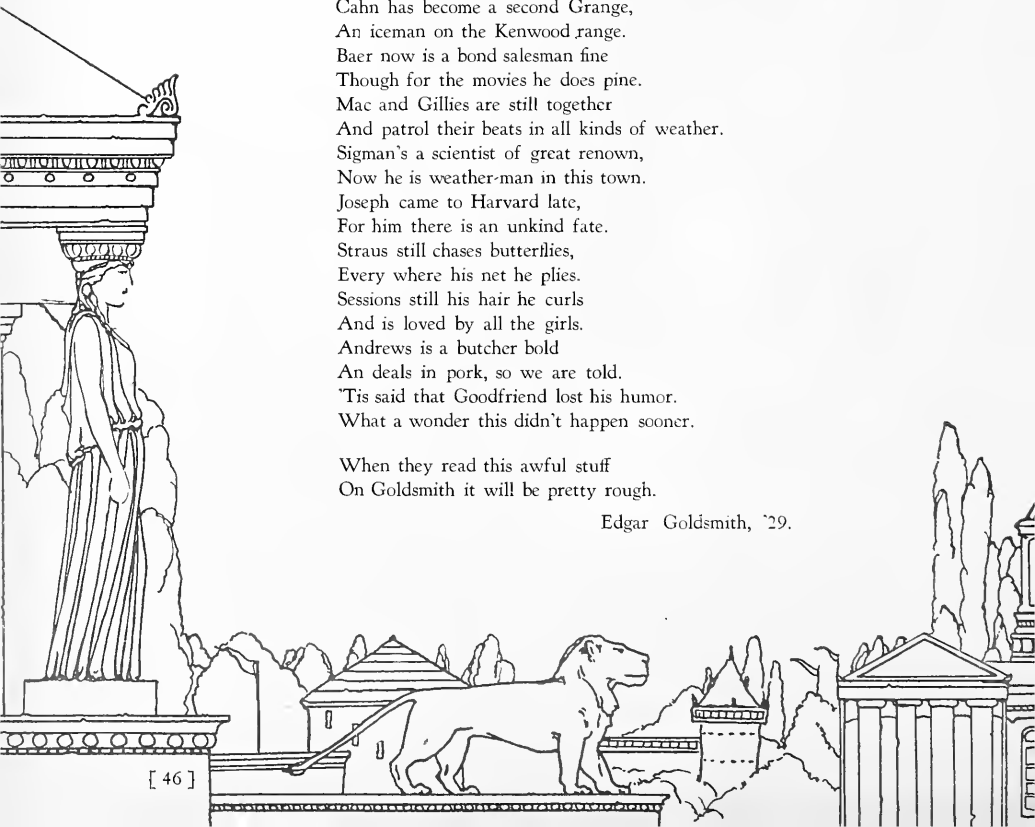 Cahn has become a second Grange,
An iceman on the Kenwood range.
Baer now is a bond salesman fine
Though for the movies he does pine.
Mac and Gillies are still together
And patrol their beats in all kinds of weather.
Sigman's a scientist of great renown,
Now he is weather-man in this town.
Joseph came to Harvard late,
For him there is an unkind fate.
Straus still chases butterflies,
Every where his net he plies.
Sessions still his hair he curls
And is loved by all the girls.
Andrews is a butcher bold
An deals in pork, so we are told.
'Tis said that Goodfriend lost his humor.
What a wonder this didn't happen sooner.

When they read this awful stuff
On Goldsmith it will be pretty rough.
Edgar Goldsmith, '29.
[ 46 ]